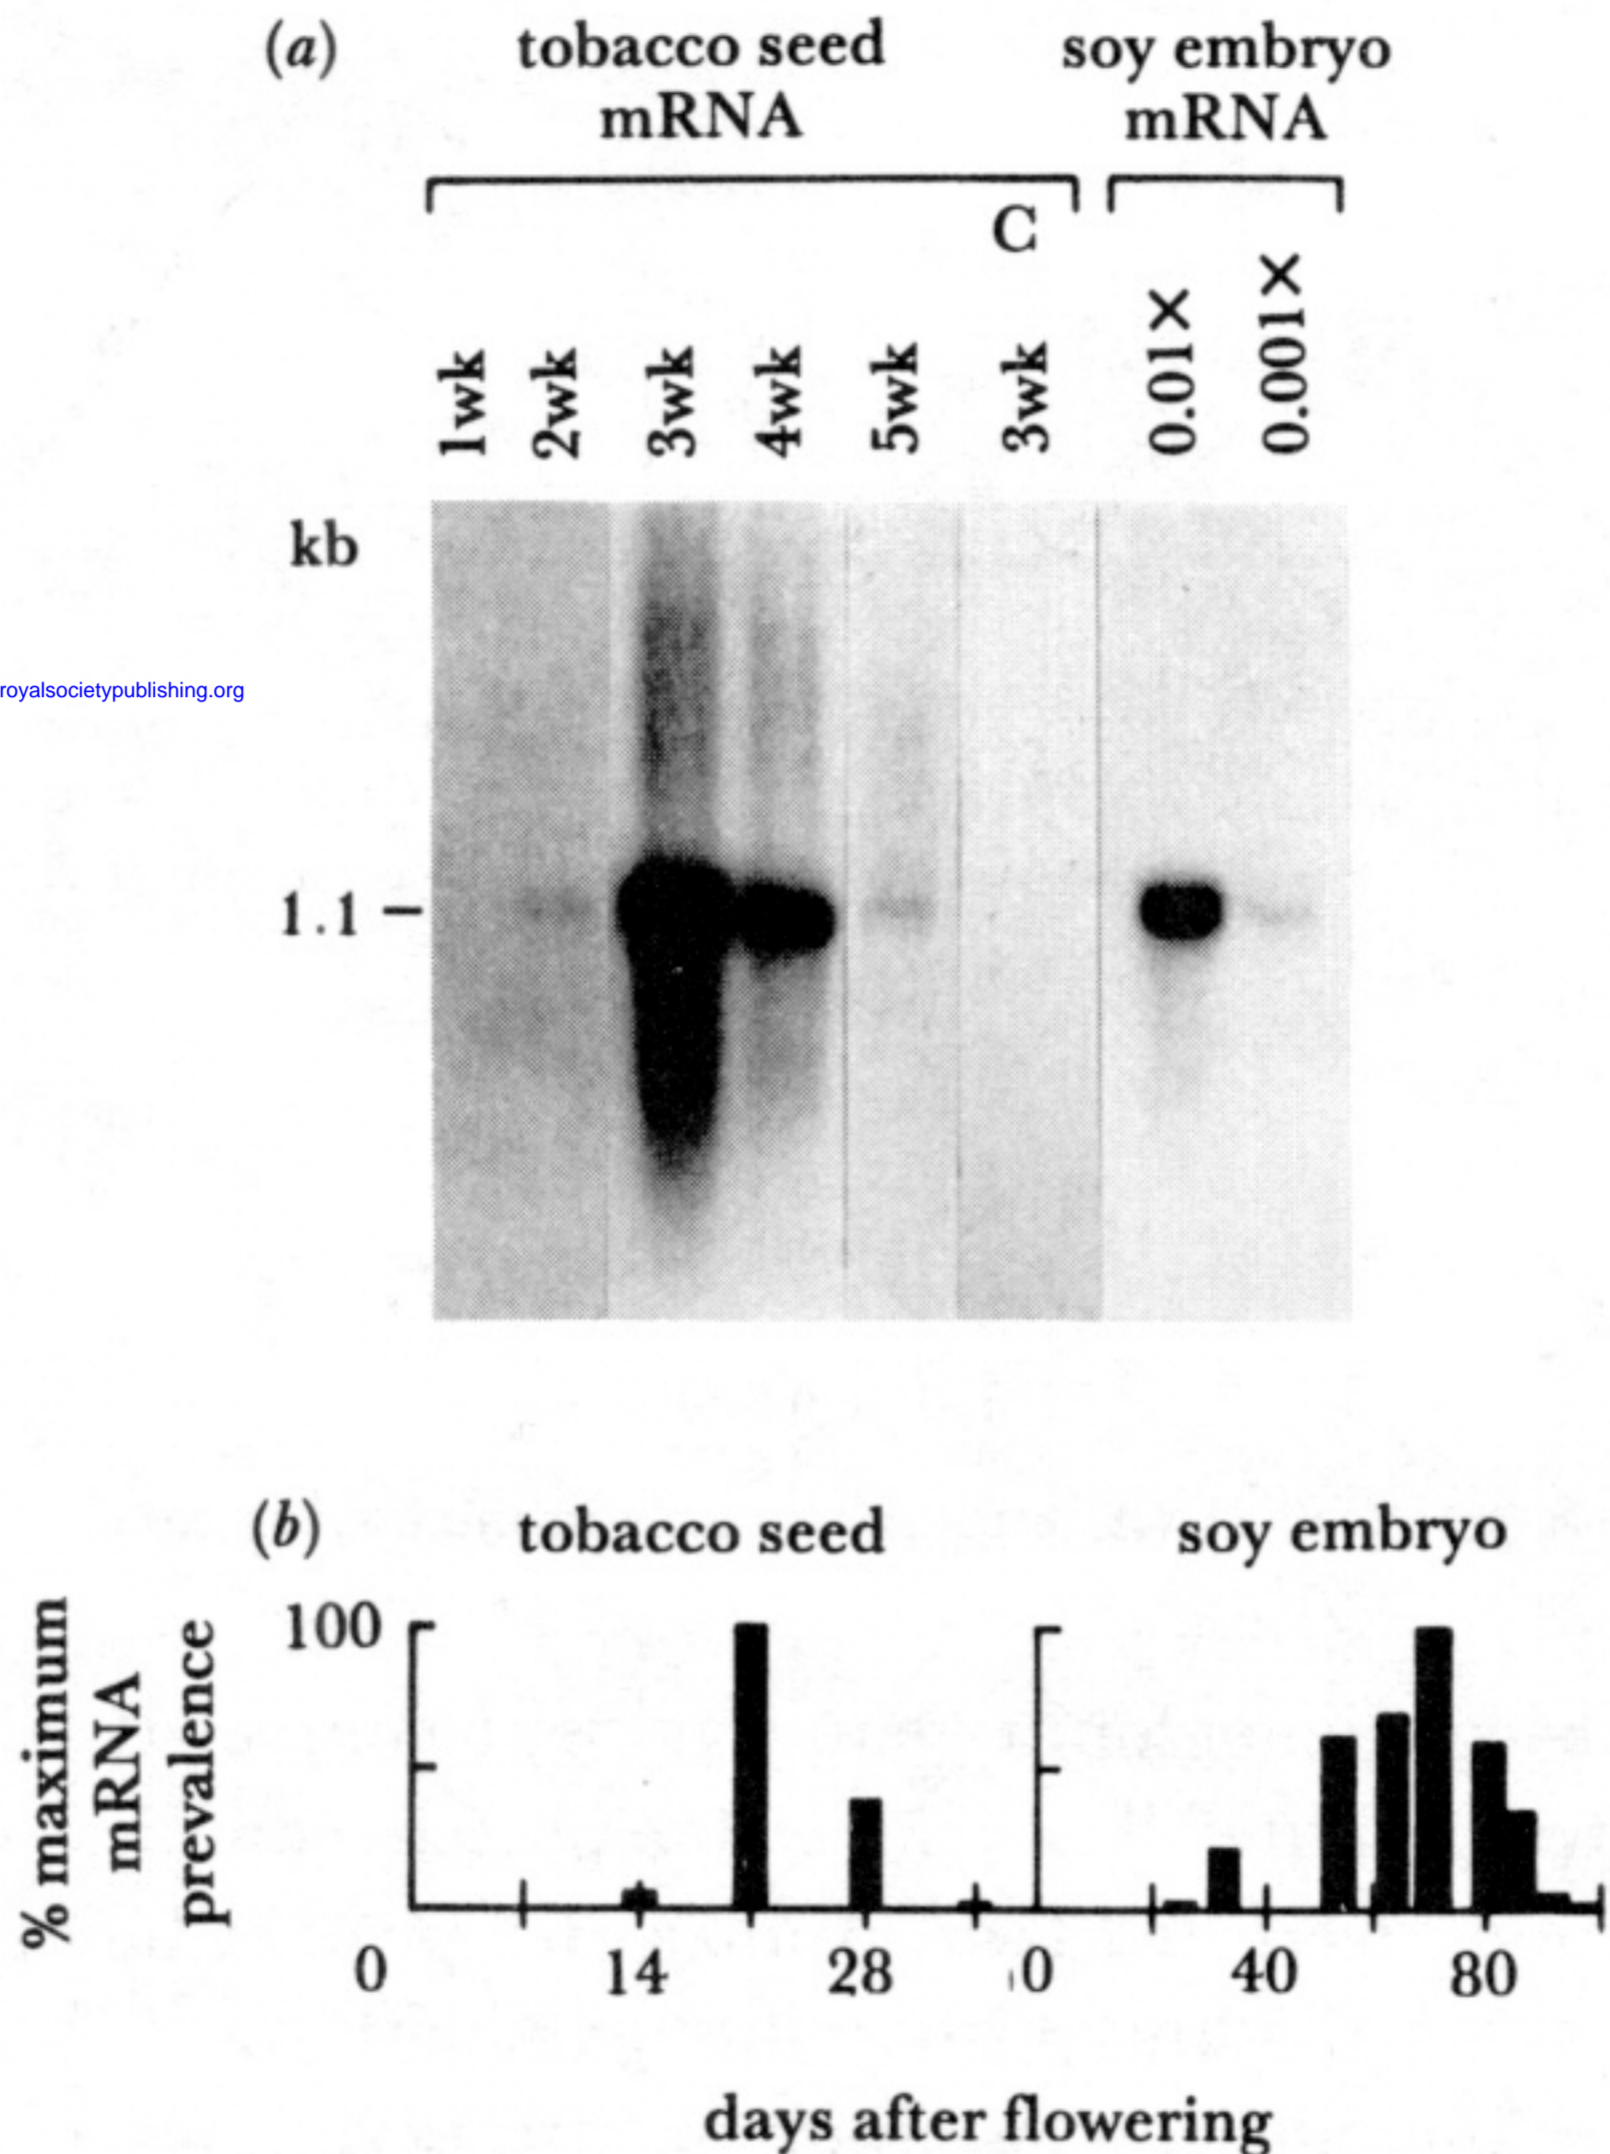 (a) tobacco seed mRNA soy embryo mRNA
C
1wk 2wk 3wk 4wk 5wk 3wk 0.01× 0.001×
kb
royalsocietypublishing.org
1.1
(b) tobacco seed soy embryo
% maximum mRNA prevalence
100
0 14 28 0 40 80
days after flowering